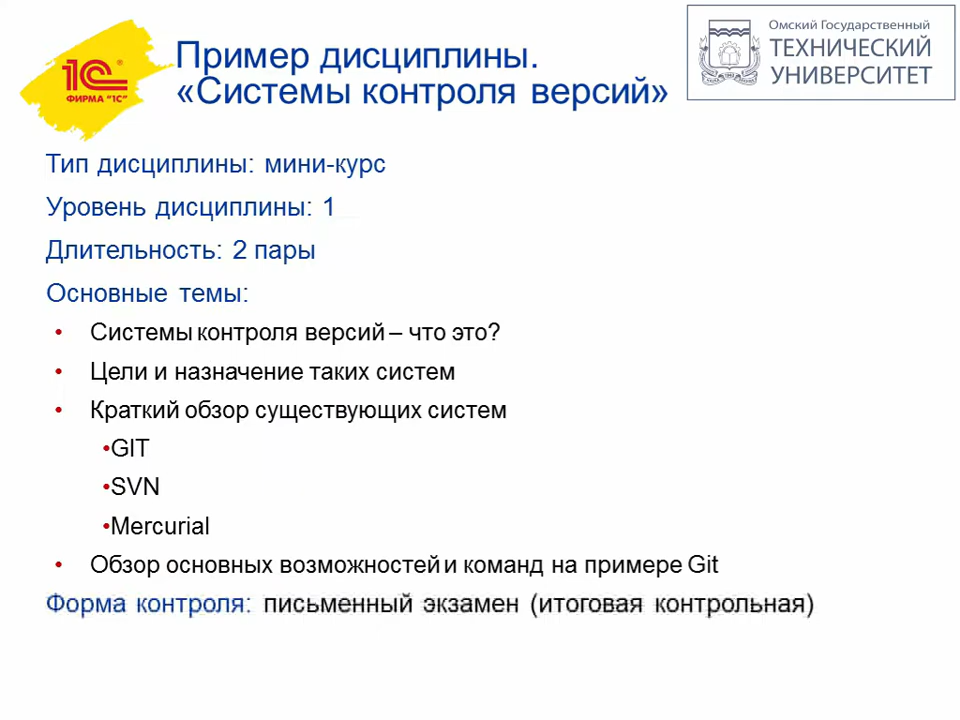 1С
ФИРМА "1С"
Пример дисциплины.
«Системы контроля версий»
Омский Государственный
ТЕХНИЧЕСКИЙ
УНИВЕРСИТЕТ
Тип дисциплины: мини-курс
Уровень дисциплины: 1
Длительность: 2 пары
Основные темы:
• Системы контроля версий – что это?
• Цели и назначение таких систем
• Краткий обзор существующих систем
•GIT
•SVN
•Mercurial
• Обзор основных возможностей и команд на примере Git
Форма контроля: письменный экзамен (итоговая контрольная)